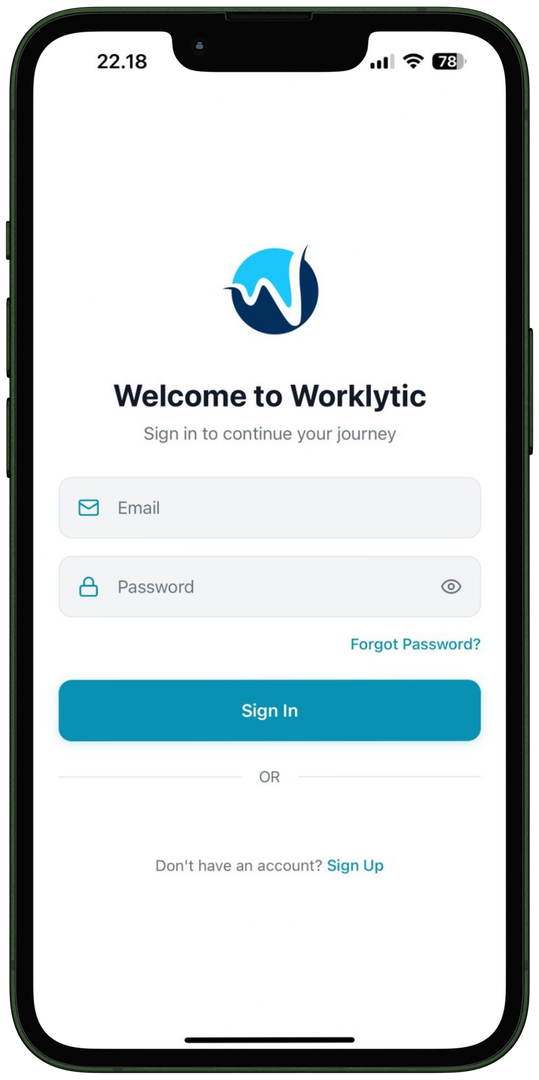 22.18
78
Welcome to Worklytic
Sign in to continue your journey
Email
Password
Forgot Password?
Sign In
OR
Don't have an account? Sign Up